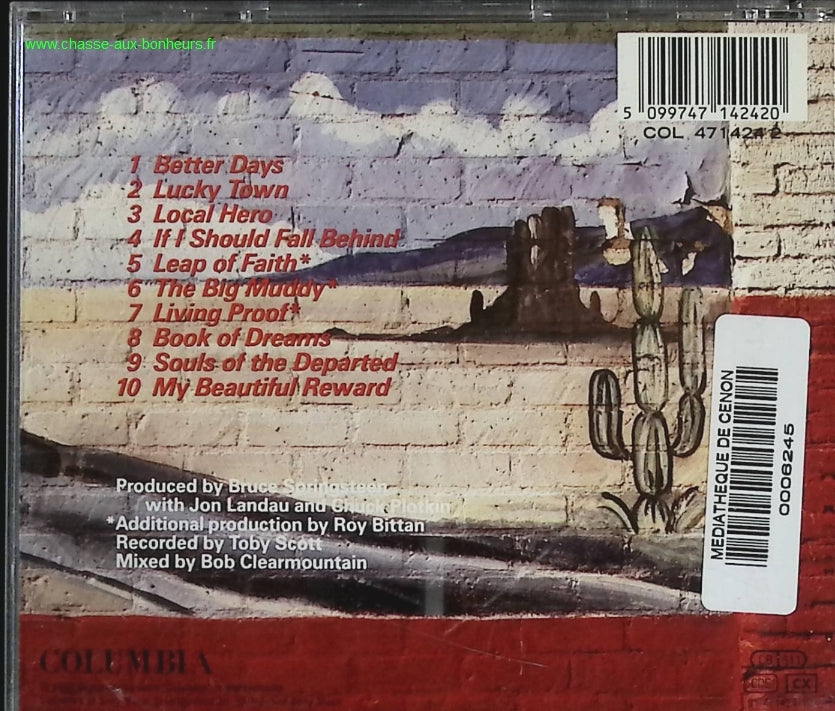 www.chasse-aux-bonheurs.fr
5 099747 142420
COL 471424 2
1 Better Days
2 Lucky Town
3 Local Hero
4 If I Should Fall Behind
5 Leap of Faith*
6 The Big Muddy*
7 Living Proof*
8 Book of Dreams
9 Souls of the Departed
10 My Beautiful Reward
MEDIATHEQUE DE CENON
0006245
Produced by Bruce Springsteen
with Jon Landau and Chuck Plotkin
*Additional production by Roy Bittan
Recorded by Toby Scott
Mixed by Bob Clearmountain
COLUMBIA
CX